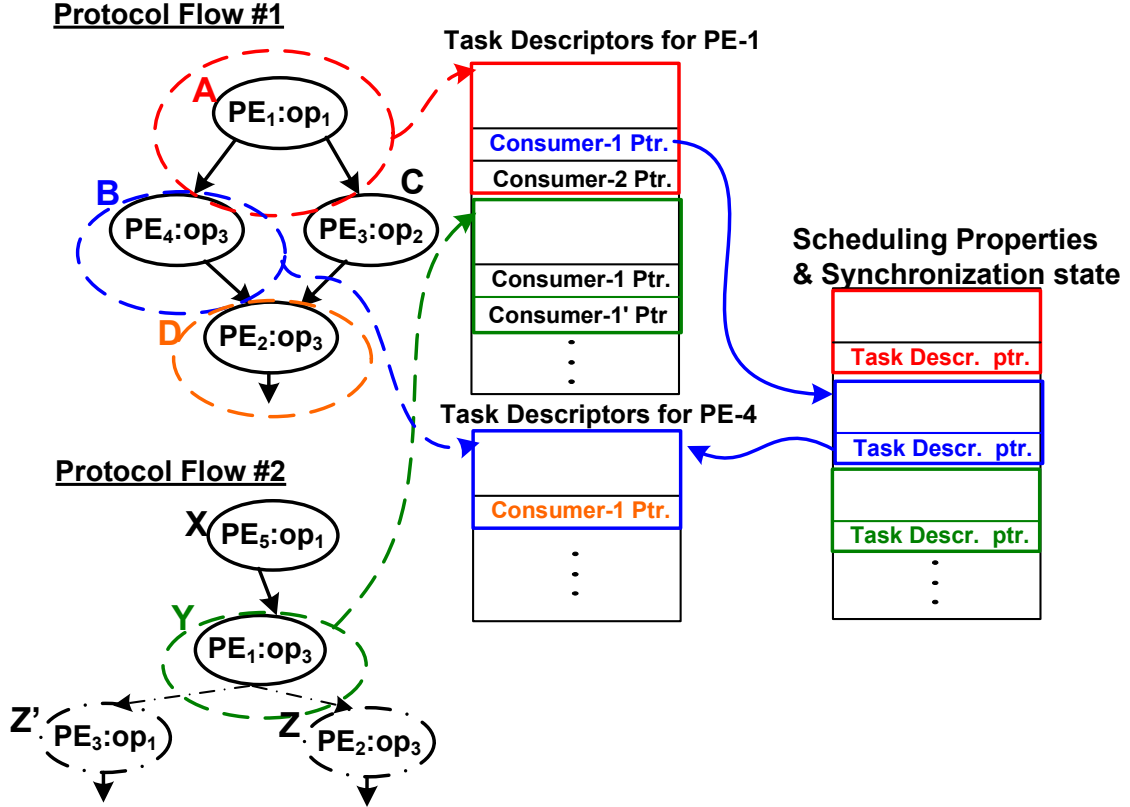 Protocol Flow #1
A
PE₁:op₁
B
C
PE₄:op₃
PE₃:op₂
D
PE₂:op₃
Task Descriptors for PE-1
Consumer-1 Ptr.
Consumer-2 Ptr.
Consumer-1 Ptr.
Consumer-1' Ptr
Scheduling Properties
& Synchronization state
Task Descr. ptr.
Task Descr. ptr.
Task Descr. ptr.
Task Descriptors for PE-4
Consumer-1 Ptr.
Protocol Flow #2
X
PE₅:op₁
Y
PE₁:op₃
Z'
PE₃:op₁
Z
PE₂:op₃